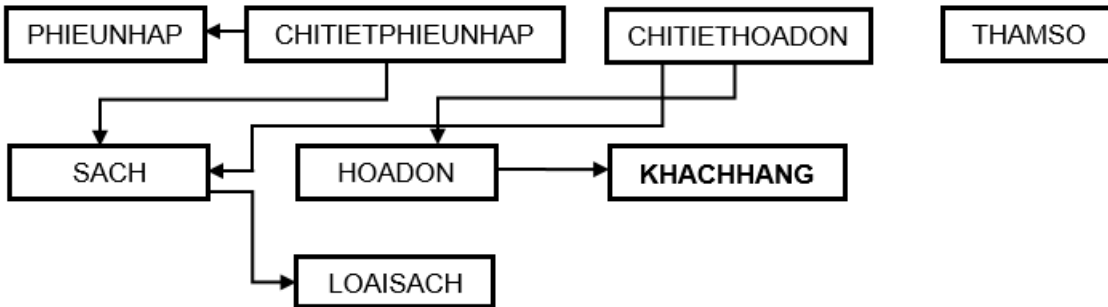 PHIEUNHAP
CHITIETPHIEUNHAP
CHITIETHOADON
THAMSO
SACH
HOADON
KHACHHANG
LOAISACH